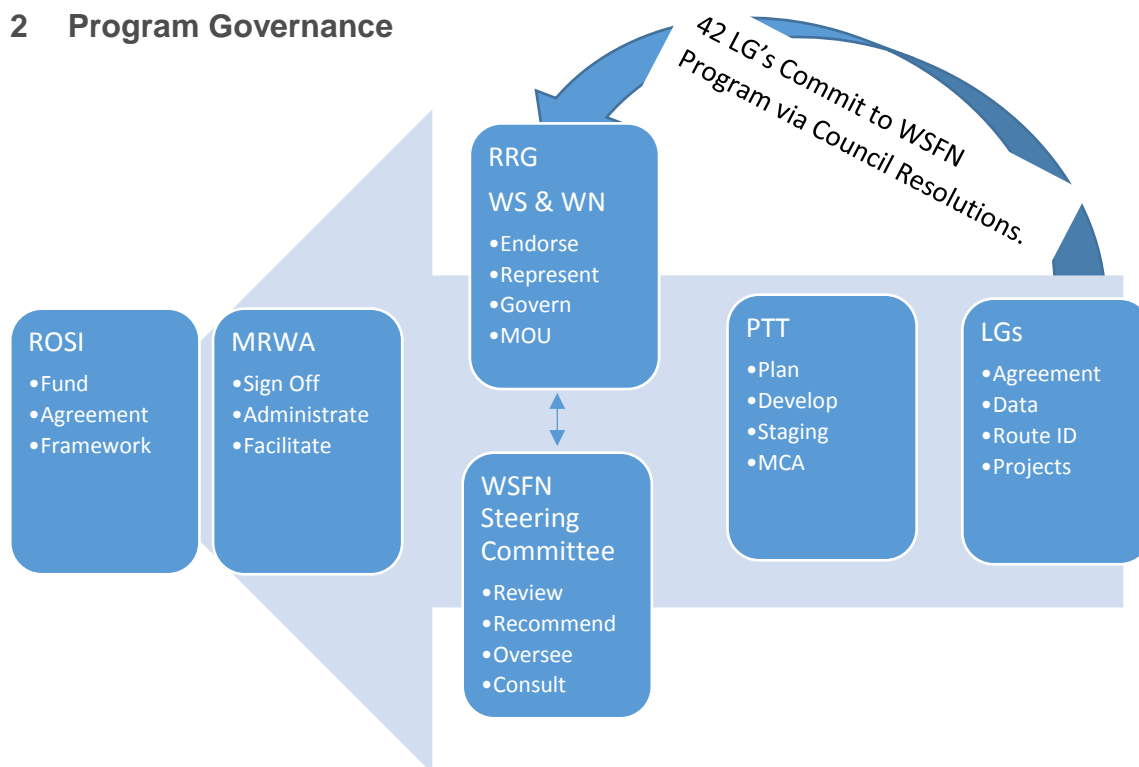 2 Program Governance
42 LG's Commit to WSFN
Program via Council Resolutions.
ROSI
•Fund
•Agreement
•Framework
MRWA
•Sign Off
•Administrate
•Facilitate
RRG
WS & WN
•Endorse
•Represent
•Govern
•MOU
WSFN
Steering
Committee
•Review
•Recommend
•Oversee
•Consult
PTT
•Plan
•Develop
•Staging
•MCA
LGs
•Agreement
•Data
•Route ID
•Projects